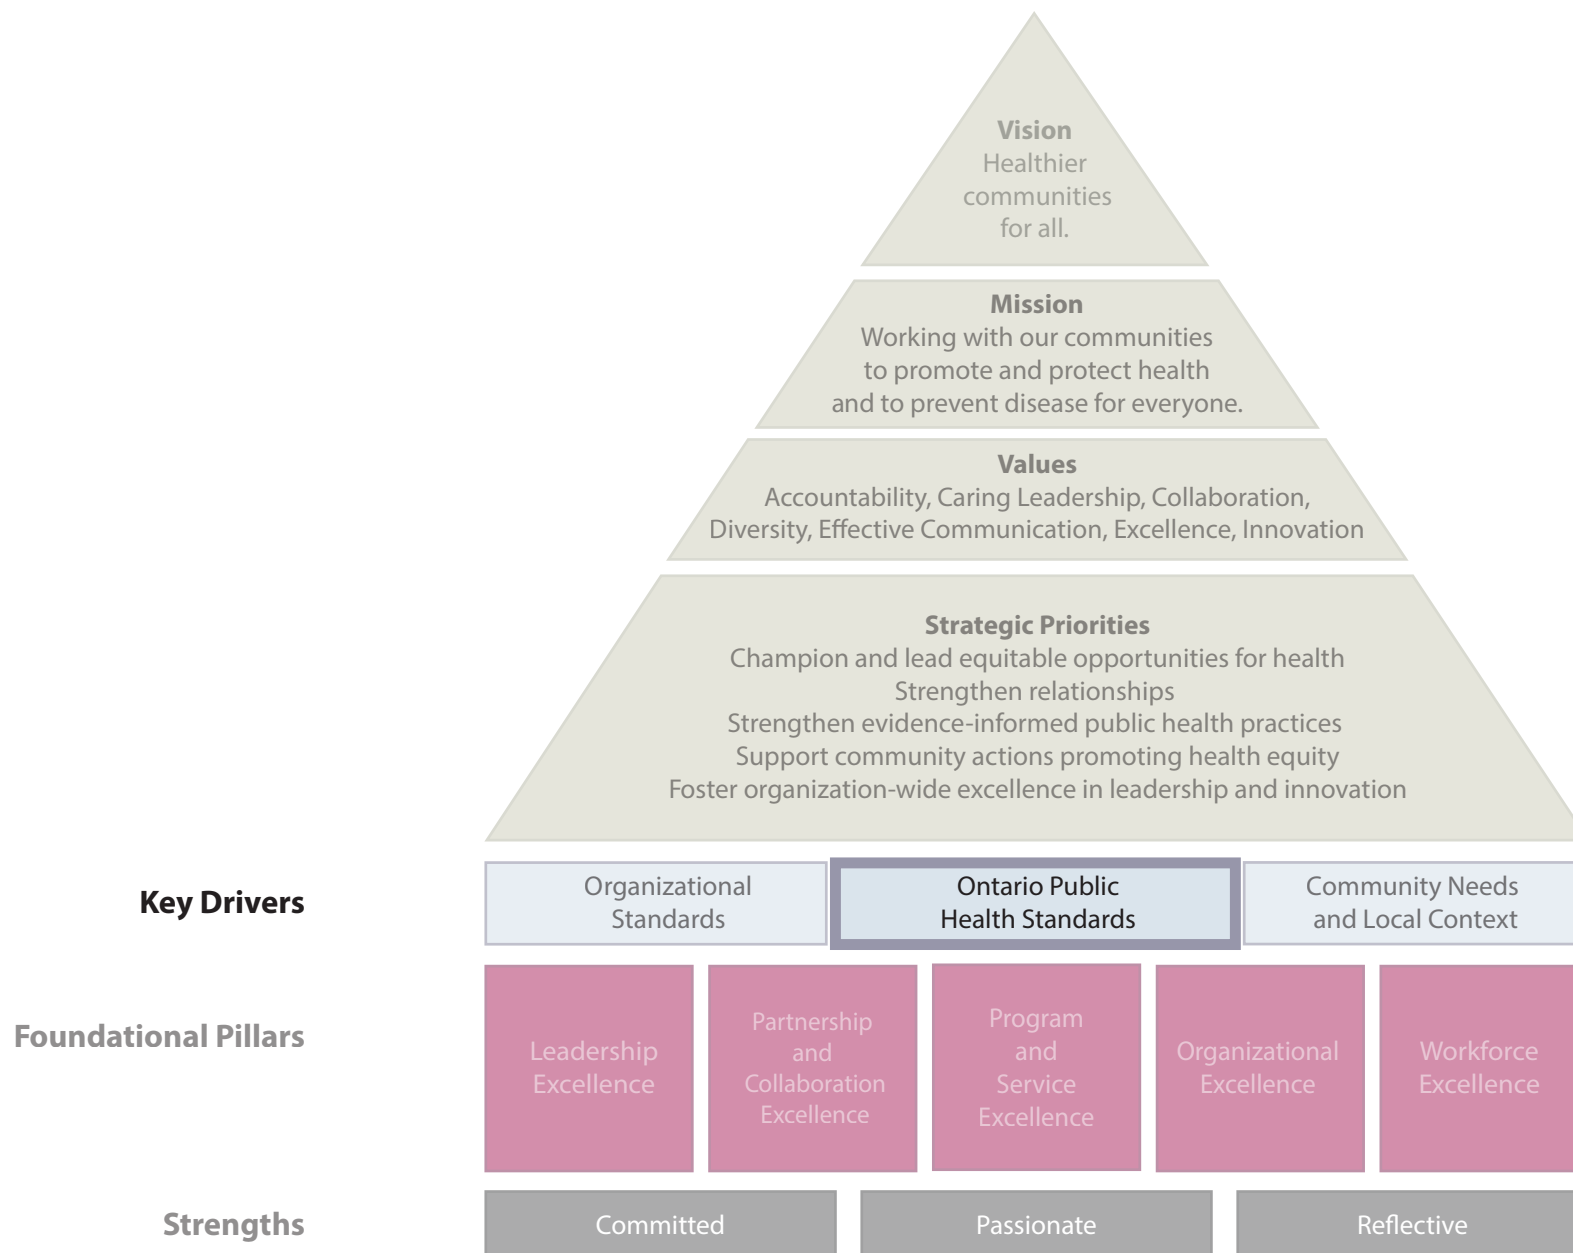 Vision
Healthier
communities
for all.
Mission
Working with our communities
to promote and protect health
and to prevent disease for everyone.
Values
Accountability, Caring Leadership, Collaboration,
Diversity, Effective Communication, Excellence, Innovation
Strategic Priorities
Champion and lead equitable opportunities for health
Strengthen relationships
Strengthen evidence-informed public health practices
Support community actions promoting health equity
Foster organization-wide excellence in leadership and innovation
Key Drivers
Organizational
Standards
Ontario Public
Health Standards
Community Needs
and Local Context
Foundational Pillars
Leadership
Excellence
Partnership
and
Collaboration
Excellence
Program
and
Service
Excellence
Organizational
Excellence
Workforce
Excellence
Strengths
Committed
Passionate
Reflective